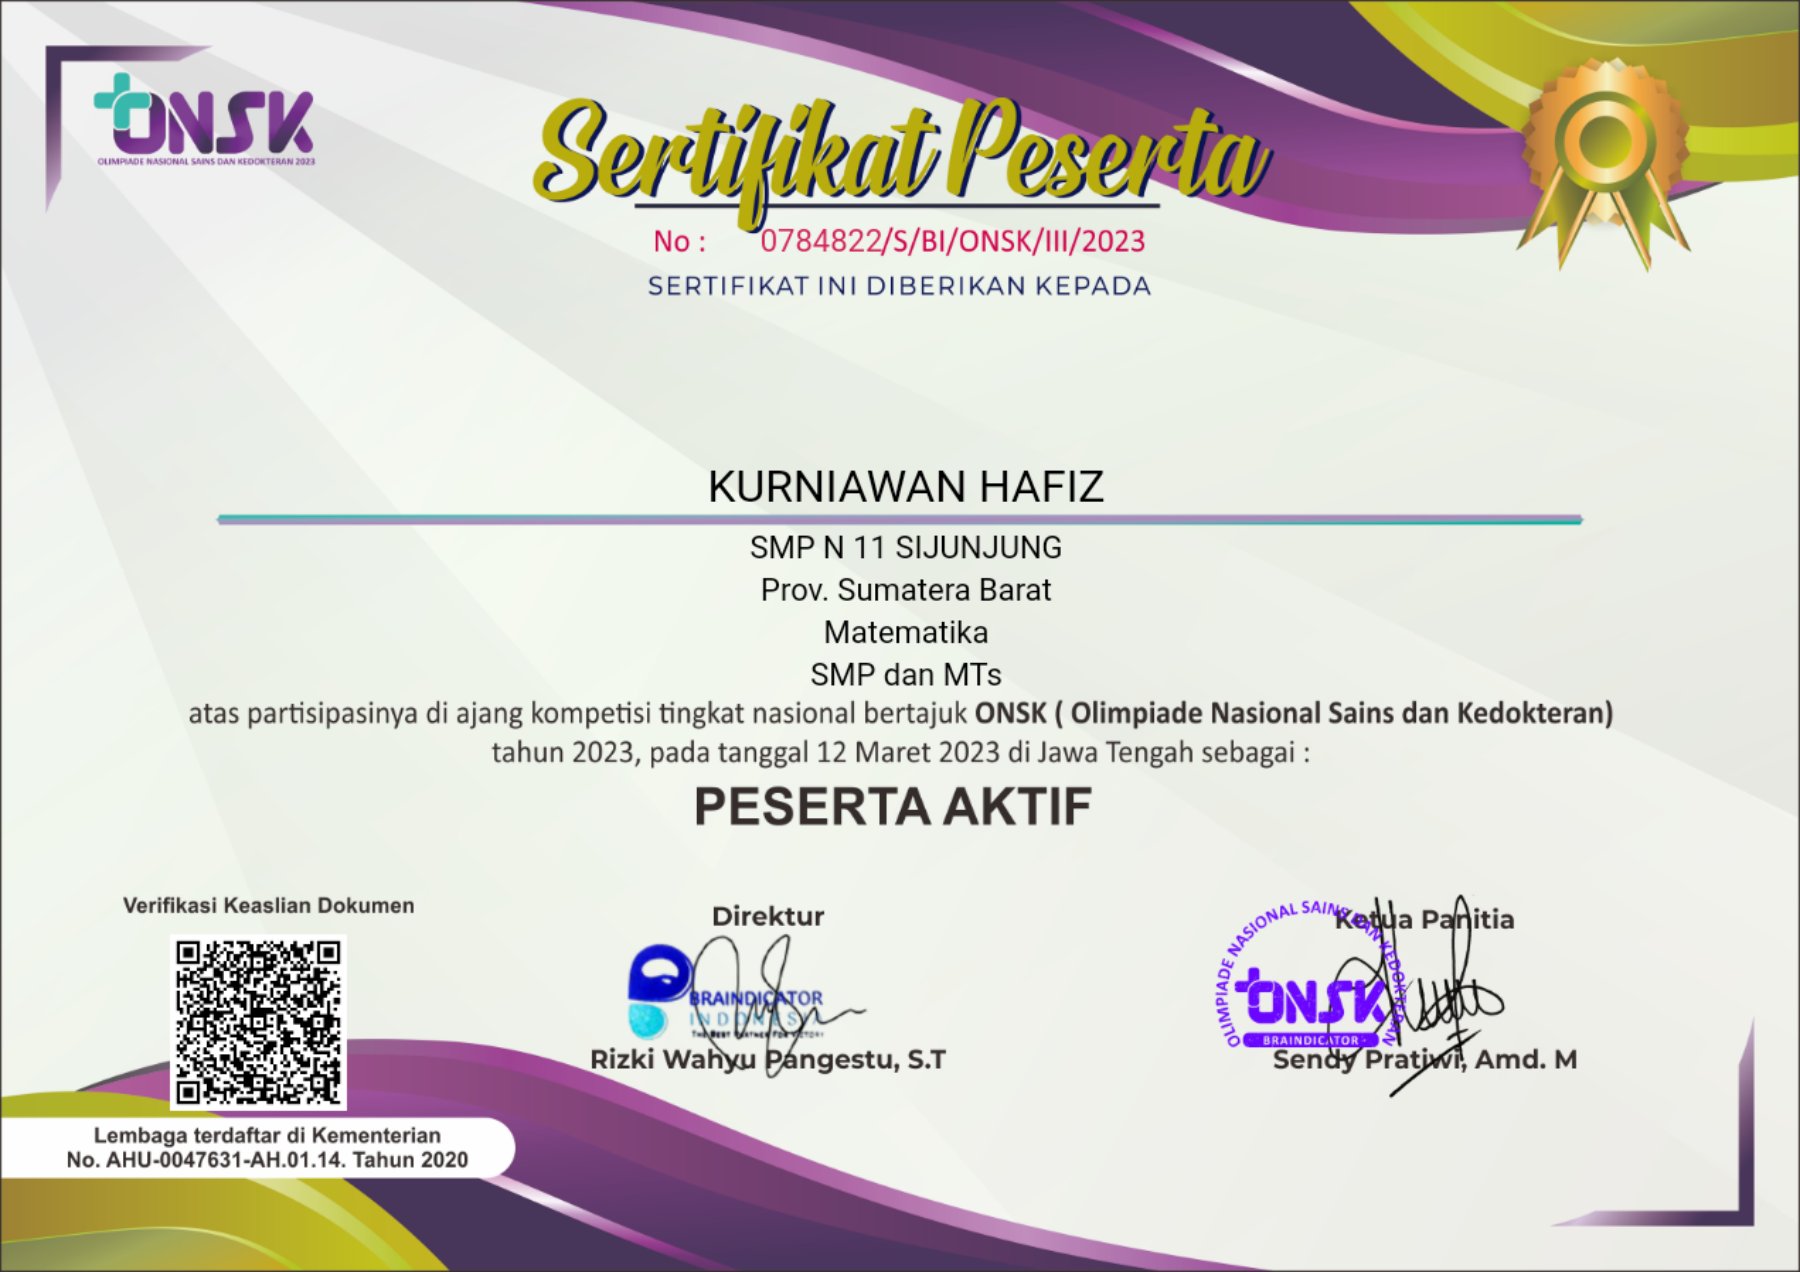 ONSK
OLIMPIADE NASIONAL SAINS DAN KEDOKTERAN 2023
Sertifikat Peserta
No : 0784822/S/BI/ONSK/III/2023
SERTIFIKAT INI DIBERIKAN KEPADA
KURNIAWAN HAFIZ
SMP N 11 SIJUNJUNG
Prov. Sumatera Barat
Matematika
SMP dan MTs
atas partisipasinya di ajang kompetisi tingkat nasional bertajuk ONSK ( Olimpiade Nasional Sains dan Kedokteran)
tahun 2023, pada tanggal 12 Maret 2023 di Jawa Tengah sebagai :
PESERTA AKTIF
Verifikasi Keaslian Dokumen
Lembaga terdaftar di Kementerian
No. AHU-0047631-AH.01.14. Tahun 2020
Direktur
BRAINDICATOR
INDONESIA
THE BEST PARTNER FOR VICTORY
Rizki Wahyu Pangestu, S.T
Ketua Panitia
OLIMPIADE NASIONAL SAINS DAN KEDOKTERAN
ONSK
BRAINDICATOR
Sendy Pratiwi, Amd. M